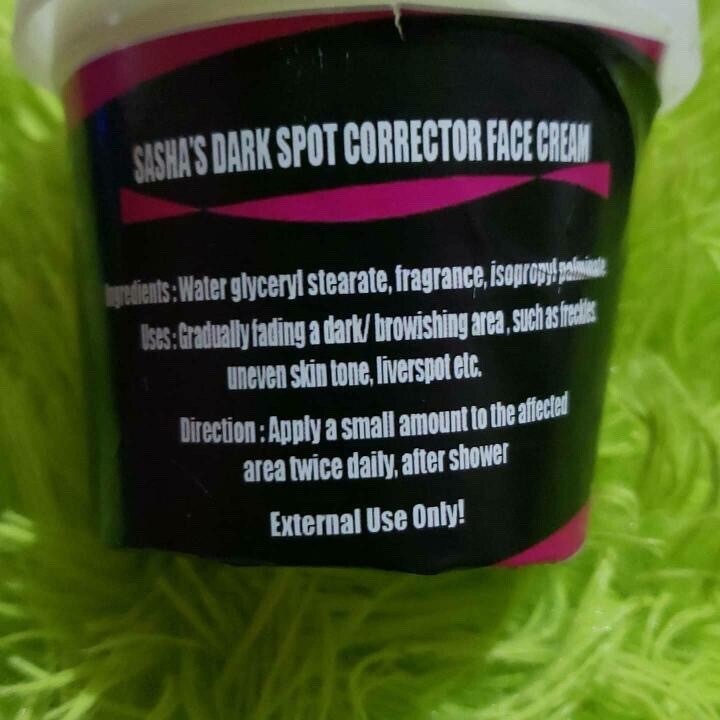 SASHA'S DARK SPOT CORRECTOR FACE CREAM
Ingredients : Water glyceryl stearate, fragrance, isopropyl palminate
Uses : Gradually fading a dark/ browishing area , such as freckles,
uneven skin tone, liverspot etc.
Direction : Apply a small amount to the affected
area twice daily, after shower
External Use Only!